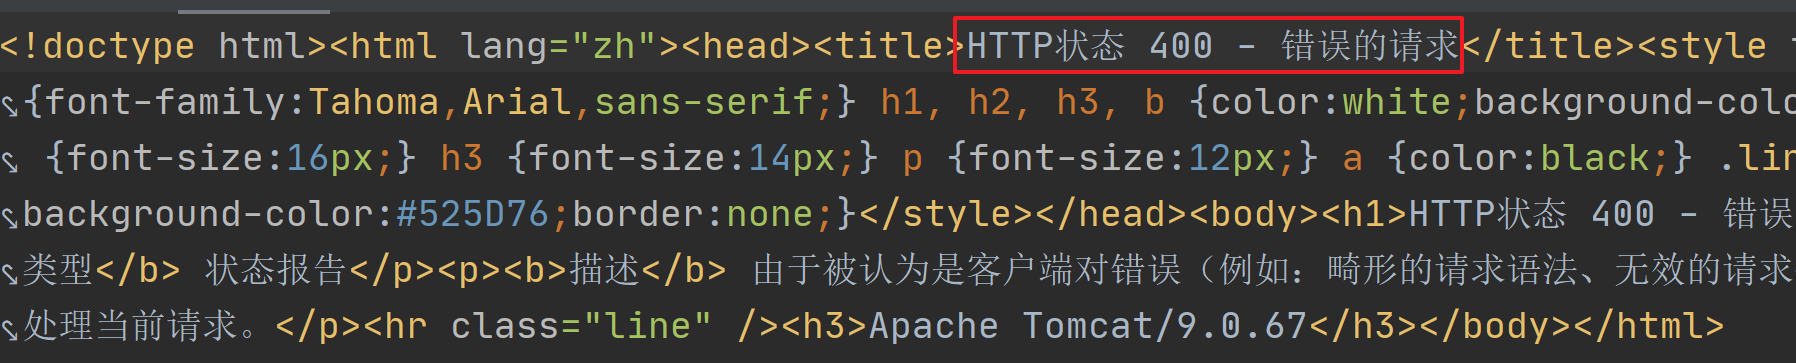 <!doctype html><html lang="zh"><head><title>HTTP状态 400 - 错误的请求</title><style
{font-family:Tahoma,Arial,sans-serif;} h1, h2, h3, b {color:white;background-colo
{font-size:16px;} h3 {font-size:14px;} p {font-size:12px;} a {color:black;} .lin
background-color:#525D76;border:none;}</style></head><body><h1>HTTP状态 400 - 错误
类型</b> 状态报告</p><p><b>描述</b> 由于被认为是客户端对错误（例如：畸形的请求语法、无效的请求
处理当前请求。</p><hr class="line" /><h3>Apache Tomcat/9.0.67</h3></body></html>